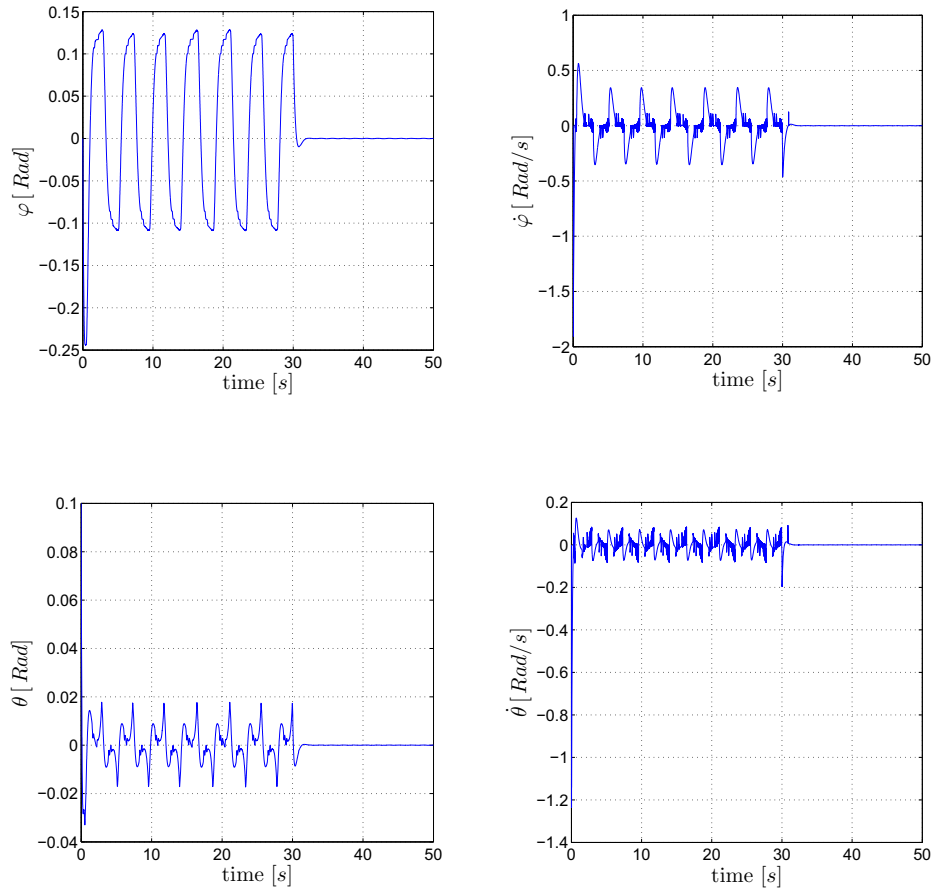 0.15
0.1
0.05
0
−0.05
−0.1
−0.15
−0.2
−0.25
φ [ Rad]
0 10 20 30 40 50
time [s]
1
0.5
0
−0.5
−1
−1.5
−2
φ̇ [ Rad/s]
0 10 20 30 40 50
time [s]
0.1
0.08
0.06
0.04
0.02
0
−0.02
−0.04
θ [ Rad]
0 10 20 30 40 50
time [s]
0.2
0
−0.2
−0.4
−0.6
−0.8
−1
−1.2
−1.4
θ̇ [ Rad/s]
0 10 20 30 40 50
time [s]